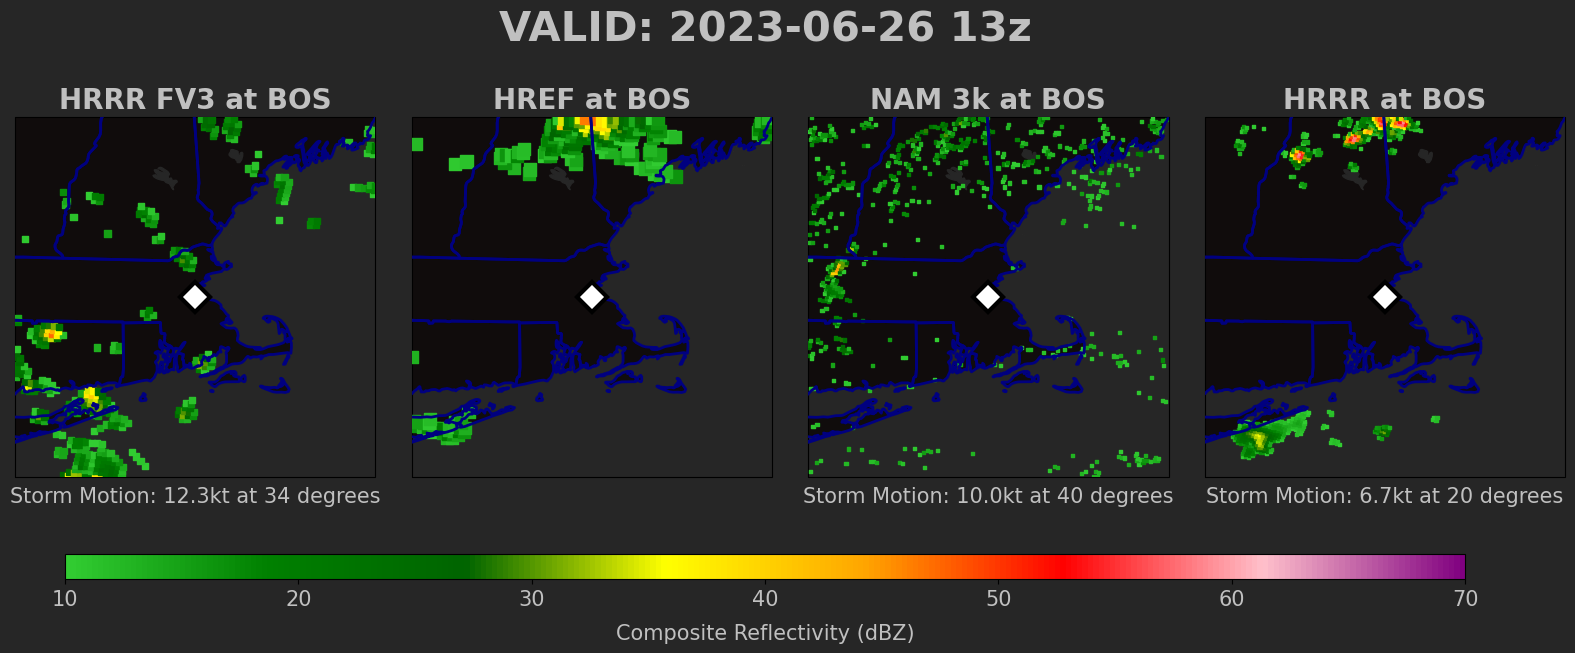 VALID: 2023-06-26 13z
HRRR FV3 at BOS
HREF at BOS
NAM 3k at BOS
HRRR at BOS
Storm Motion: 12.3kt at 34 degrees
Storm Motion: 10.0kt at 40 degrees
Storm Motion: 6.7kt at 20 degrees
10 20 30 40 50 60 70
Composite Reflectivity (dBZ)